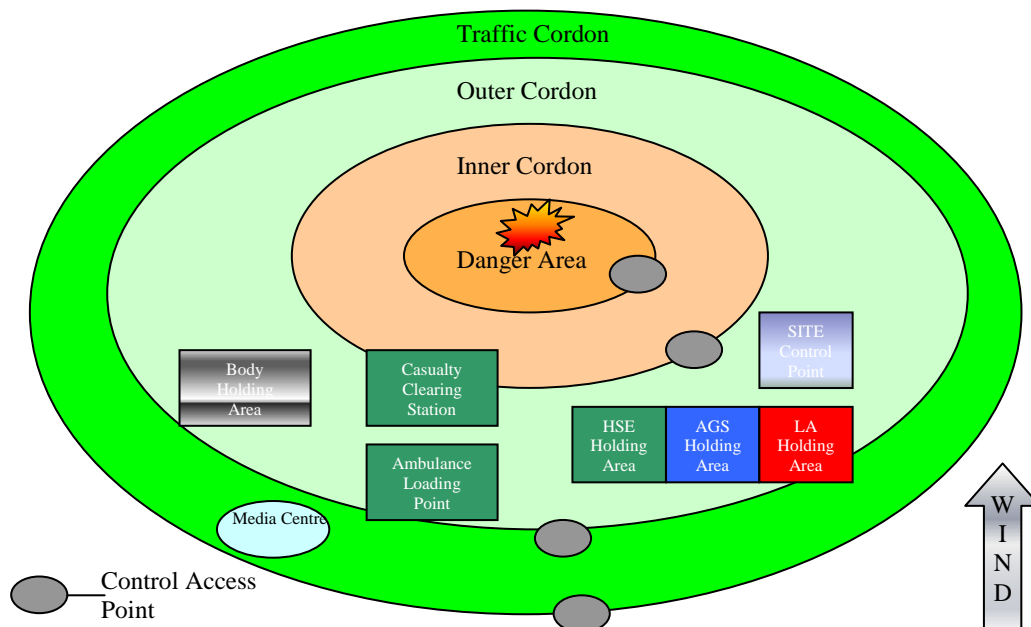 Traffic Cordon
Outer Cordon
Inner Cordon
Danger Area
SITE
Control
Point
Body
Holding
Area
Casualty
Clearing
Station
HSE
Holding
Area
AGS
Holding
Area
LA
Holding
Area
Ambulance
Loading
Point
Media Centre
W
I
N
D
Control Access
Point